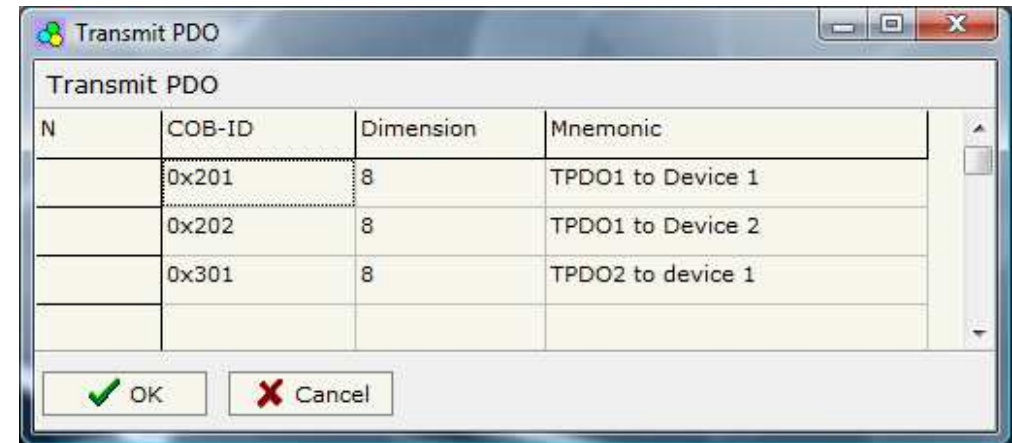 Transmit PDO
Transmit PDO
N COB-ID Dimension Mnemonic
0x201 8 TPDO1 to Device 1
0x202 8 TPDO1 to Device 2
0x301 8 TPDO2 to device 1
OK Cancel